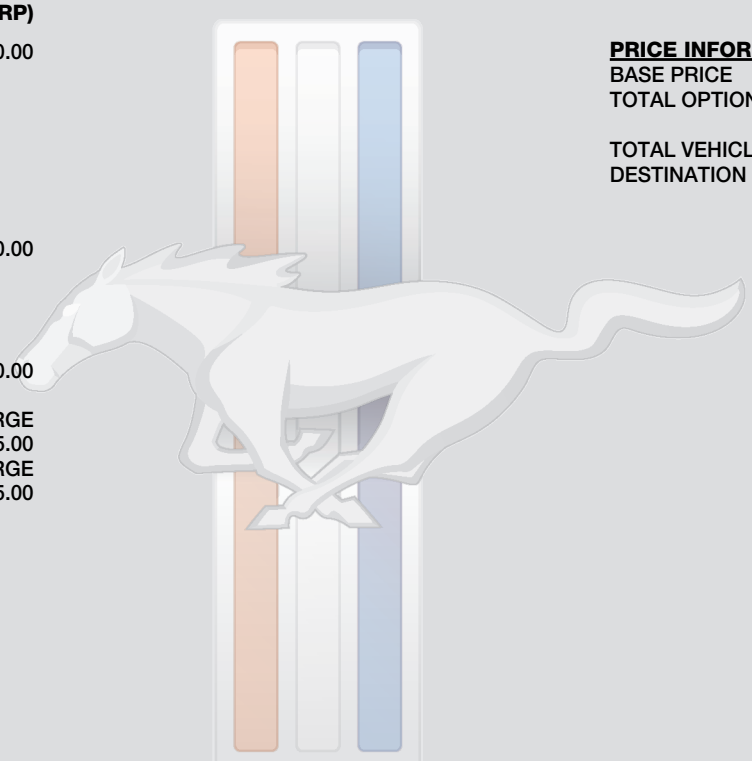 RP)
0.00
0.00
0.00
RGE
5.00
RGE
5.00
PRICE INFOR
BASE PRICE
TOTAL OPTION
TOTAL VEHICL
DESTINATION